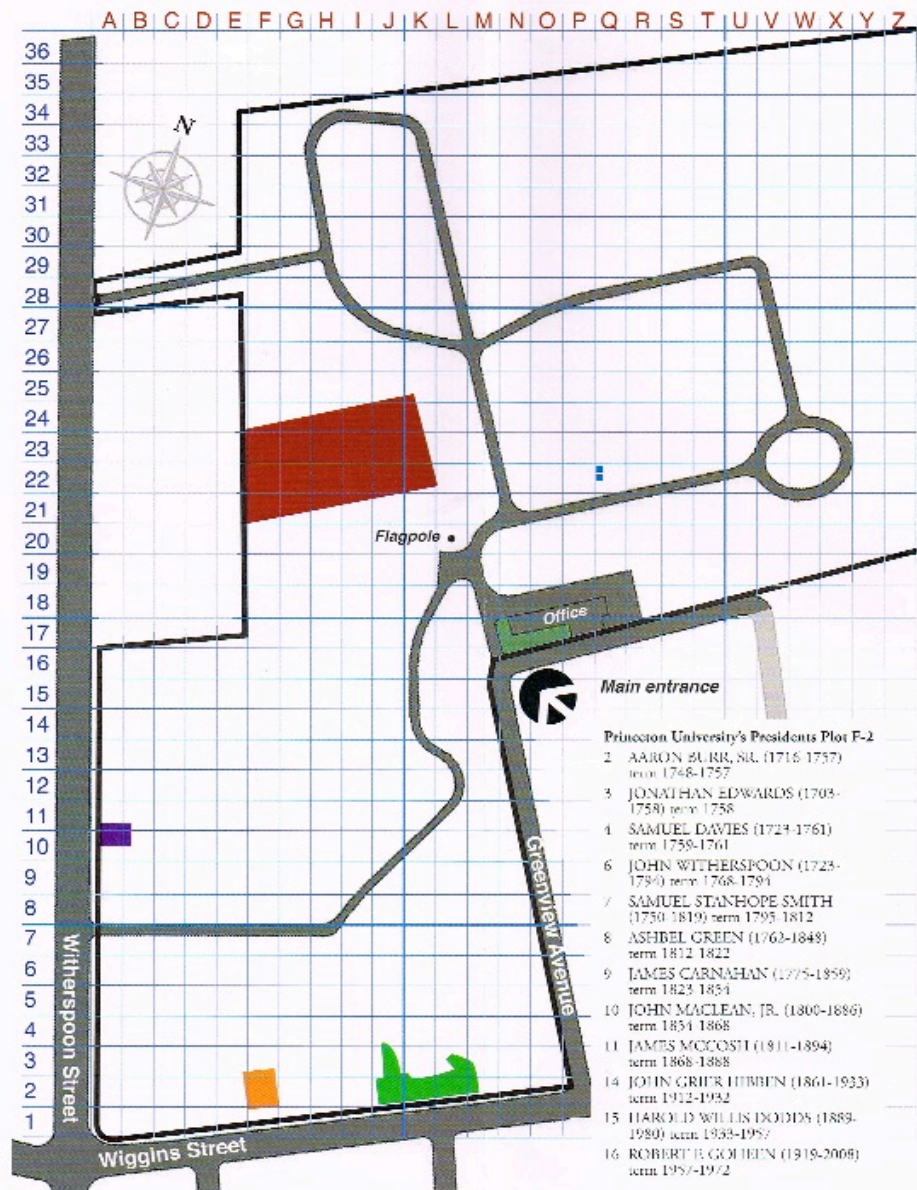 A B C D E F G H I J K L M N O P Q R S T U V W X Y Z
36
35
34
33
32
31
30
29
28
27
26
25
24
23
22
21
20
19
18
17
16
15
14
13
12
11
10
9
8
7
6
5
4
3
2
1
N
Flagpole
Office
Main entrance
Greenview Avenue
Witherspoon Street
Wiggins Street
Princeton University's Presidents Plot F-2
2 AARON BURR, SR. (1716-1757)
term 1748-1757
3 JONATHAN EDWARDS (1703-
1758) term 1758
4 SAMUEL DAVIES (1723-1761)
term 1759-1761
6 JOHN WITHERSPOON (1723-
1794) term 1768-1794
7 SAMUEL STANHOPE SMITH
(1750-1819) term 1795-1812
8 ASHBEL GREEN (1762-1848)
term 1812-1822
9 JAMES CARNAHAN (1775-1859)
term 1823-1854
10 JOHN MACLEAN, JR. (1800-1886)
term 1854-1868
11 JAMES MCCOSH (1811-1894)
term 1868-1888
14 JOHN GRIER HIBBEN (1861-1933)
term 1912-1932
15 HAROLD WILLIS DODDS (1889-
1980) term 1933-1957
16 ROBERT F. GOHEEN (1919-2008)
term 1957-1972